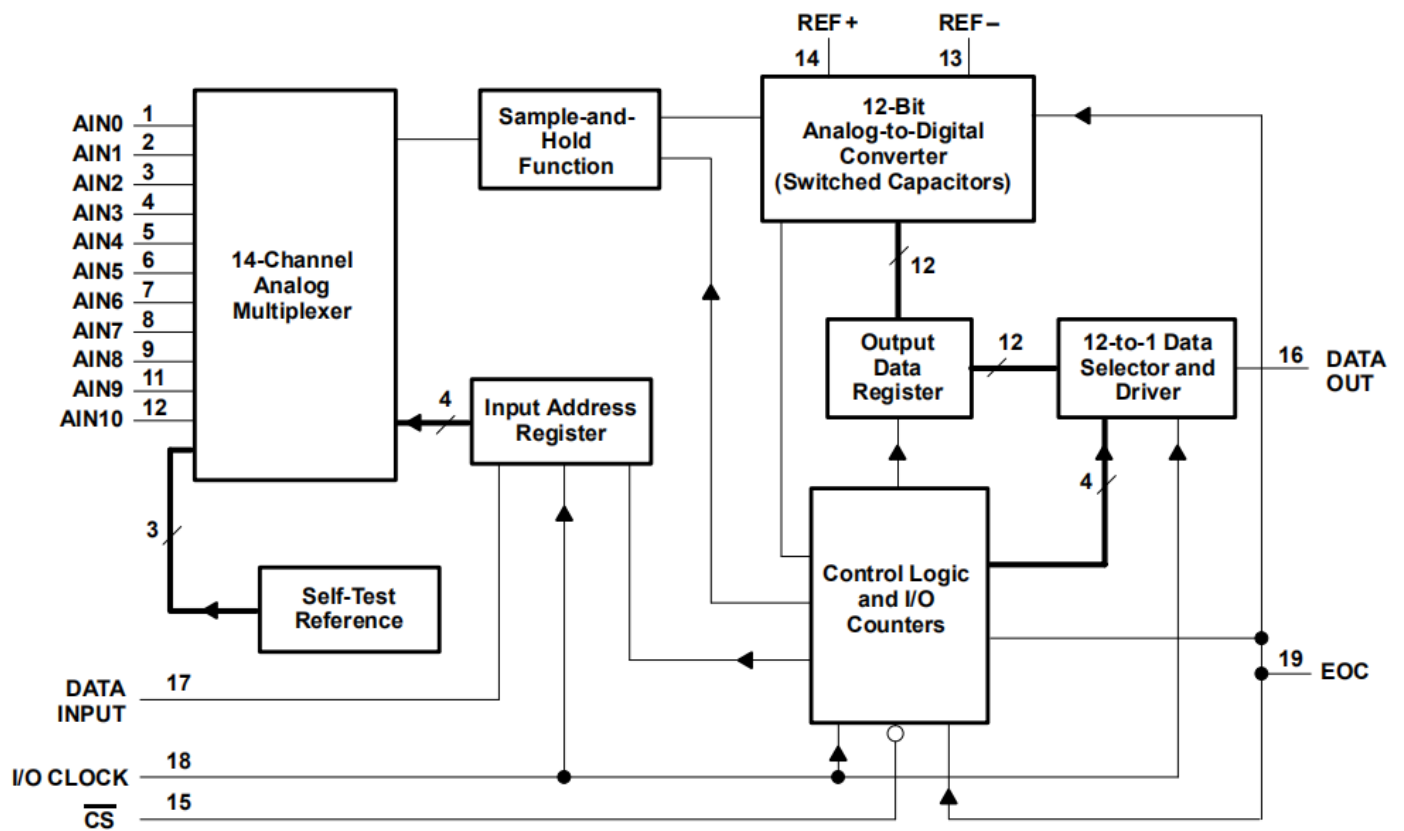 REF+
REF–
14
13
12-Bit
Analog-to-Digital
Converter
(Switched Capacitors)
Sample-and-
Hold
Function
AIN0 1
AIN1 2
AIN2 3
AIN3 4
AIN4 5
AIN5 6
AIN6 7
AIN7 8
AIN8 9
AIN9 11
AIN10 12
14-Channel
Analog
Multiplexer
12
Output
Data
Register
12
12-to-1 Data
Selector and
Driver
16
DATA
OUT
4
Input Address
Register
4
3
Self-Test
Reference
Control Logic
and I/O
Counters
19
EOC
DATA
INPUT
17
I/O CLOCK
18
CS
15